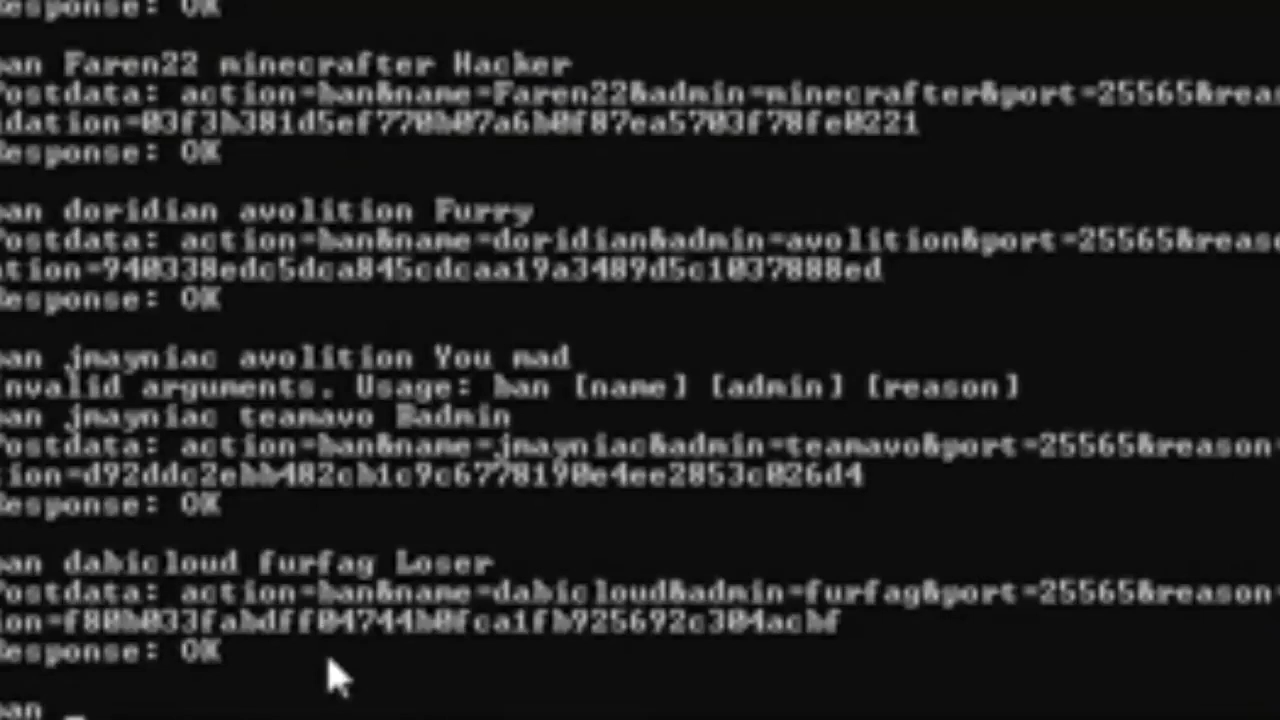 esponse: OK
an Faren22 minecrafter Hacker
ostdata: action=ban&name=Faren22&admin=minecrafter&port=25565&reas
idation=03f3b381d5ef770b07a6b0f87ea5703f78fe0221
esponse: OK
an doridian avolition Furry
ostdata: action=ban&name=doridian&admin=avolition&port=25565&reaso
ation=940338edc5dca845cdcaa19a3489d5c1037888ed
esponse: OK
an jmayniac avolition You mad
nvalid arguments. Usage: ban [name] [admin] [reason]
an jmayniac teamavo Badmin
ostdata: action=ban&name=jmayniac&admin=teamavo&port=25565&reason=
tion=d92ddc2ebb482cb1c9c6778190e4ee2853c026d4
esponse: OK
an dabicloud furfag Loser
ostdata: action=ban&name=dabicloud&admin=furfag&port=25565&reason=
ion=f80b033fabdff04744b0fca1fb925692c304acbf
esponse: OK
an _